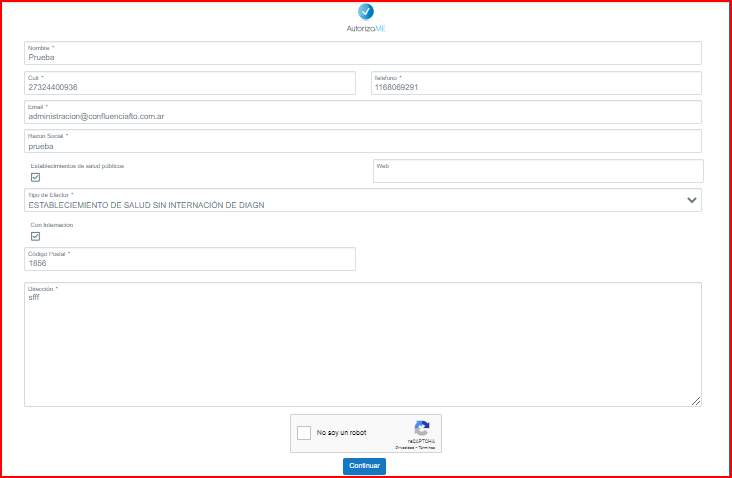 AutorizaME
Nombre *
Prueba
Cuit *
27324400936
Telefono *
1168069291
Email *
administracion@confluenciafto.com.ar
Razon Social *
prueba
Establecimientos de salud públicos
Web
Tipo de Efector *
ESTABLECIEMIENTO DE SALUD SIN INTERNACIÓN DE DIAGN
Con Internacion
Código Postal *
1856
Dirección *
sfff
No soy un robot
reCAPTCHA
Privacidad - Términos
Continuar